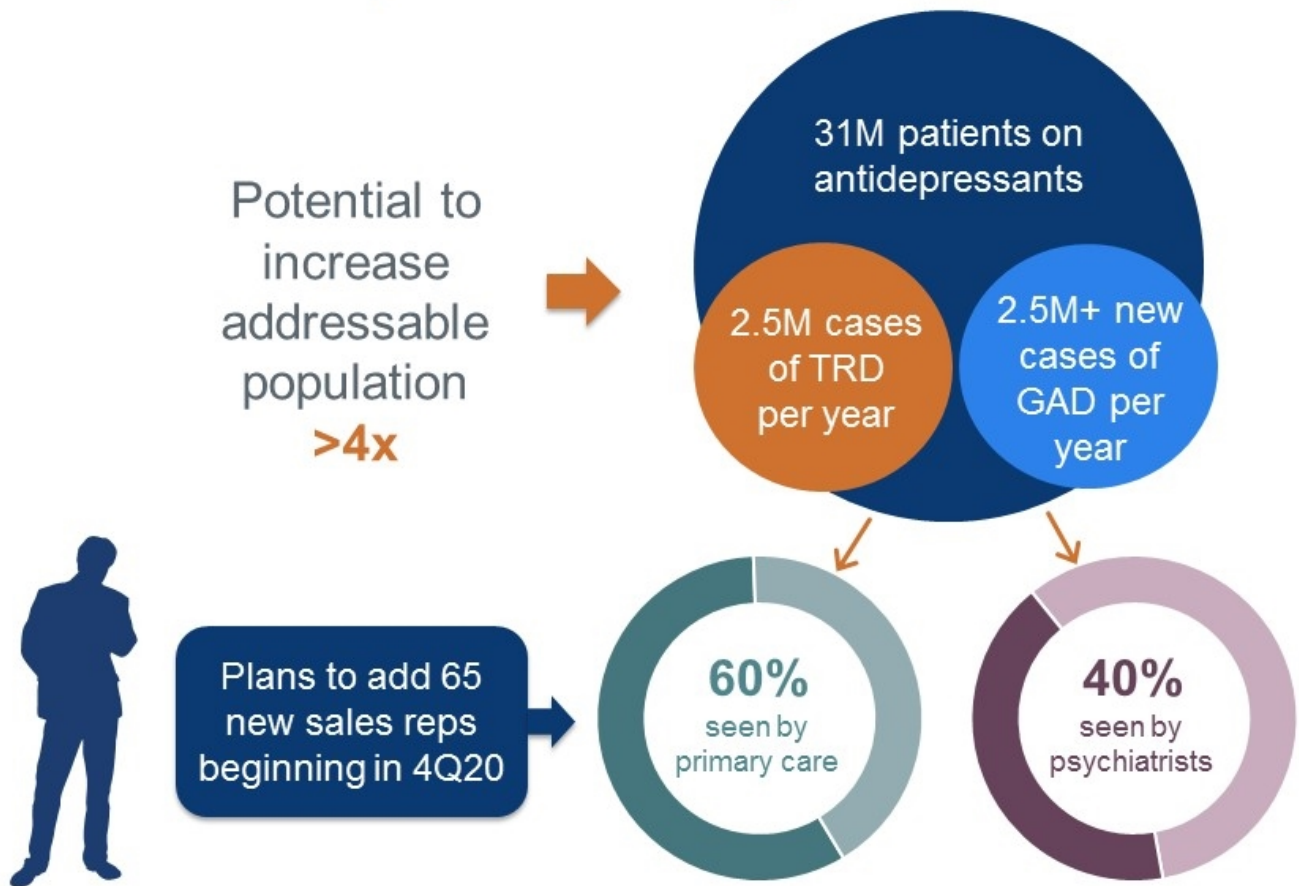 31M patients on
antidepressants
Potential to
increase
addressable
population
>4x
2.5M cases
of TRD
per year
2.5M+ new
cases of
GAD per
year
Plans to add 65
new sales reps
beginning in 4Q20
60%
seen by
primary care
40%
seen by
psychiatrists